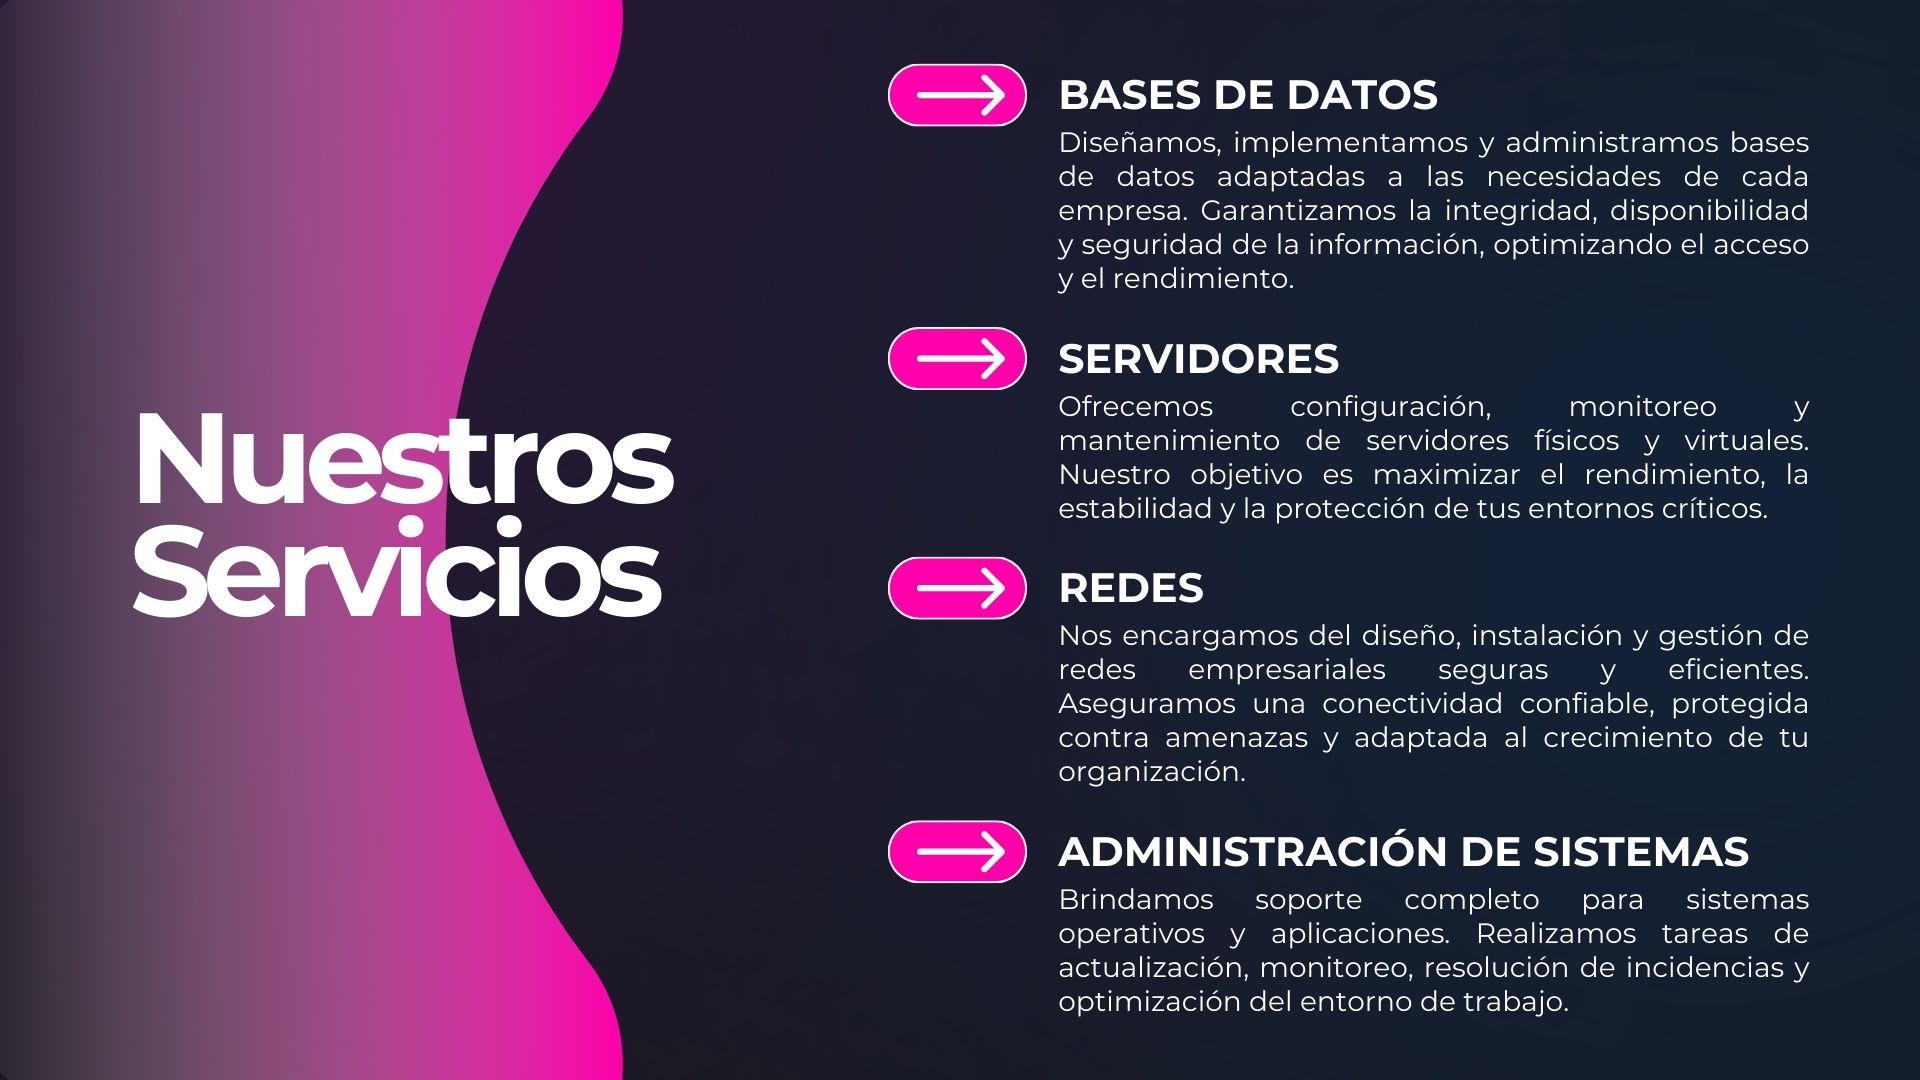 Nuestros
Servicios
BASES DE DATOS
Diseñamos, implementamos y administramos bases
de datos adaptadas a las necesidades de cada
empresa. Garantizamos la integridad, disponibilidad
y seguridad de la información, optimizando el acceso
y el rendimiento.
SERVIDORES
Ofrecemos configuración, monitoreo y
mantenimiento de servidores físicos y virtuales.
Nuestro objetivo es maximizar el rendimiento, la
estabilidad y la protección de tus entornos críticos.
REDES
Nos encargamos del diseño, instalación y gestión de
redes empresariales seguras y eficientes.
Aseguramos una conectividad confiable, protegida
contra amenazas y adaptada al crecimiento de tu
organización.
ADMINISTRACIÓN DE SISTEMAS
Brindamos soporte completo para sistemas
operativos y aplicaciones. Realizamos tareas de
actualización, monitoreo, resolución de incidencias y
optimización del entorno de trabajo.